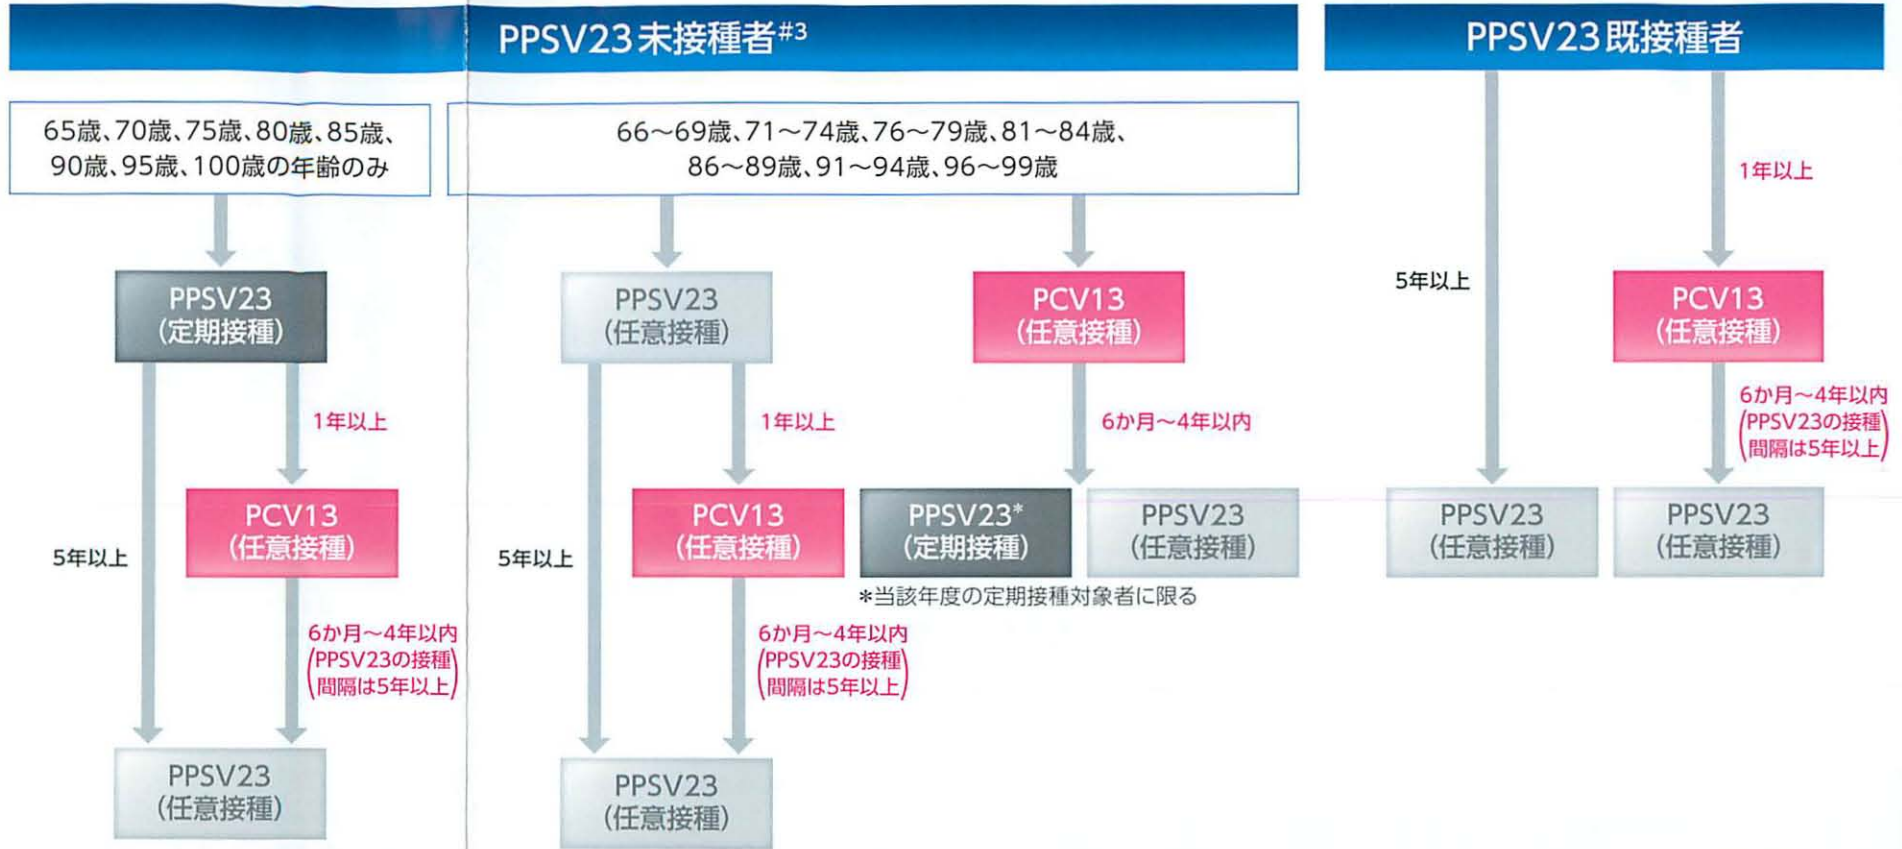 PPSV23未接種者#3
65歳、70歳、75歳、80歳、85歳、
90歳、95歳、100歳の年齢のみ
PPSV23
(定期接種)
1年以上
PCV13
(任意接種)
5年以上
6か月～4年以内
(PPSV23の接種
間隔は5年以上)
PPSV23
(任意接種)
66～69歳、71～74歳、76～79歳、81～84歳、
86～89歳、91～94歳、96～99歳
PPSV23
(任意接種)
1年以上
PCV13
(任意接種)
5年以上
6か月～4年以内
(PPSV23の接種
間隔は5年以上)
PPSV23
(任意接種)
PCV13
(任意接種)
6か月～4年以内
PPSV23*
(定期接種)
PPSV23
(任意接種)
*当該年度の定期接種対象者に限る
PPSV23既接種者
5年以上
PPSV23
(任意接種)
1年以上
PCV13
(任意接種)
6か月～4年以内
(PPSV23の接種
間隔は5年以上)
PPSV23
(任意接種)